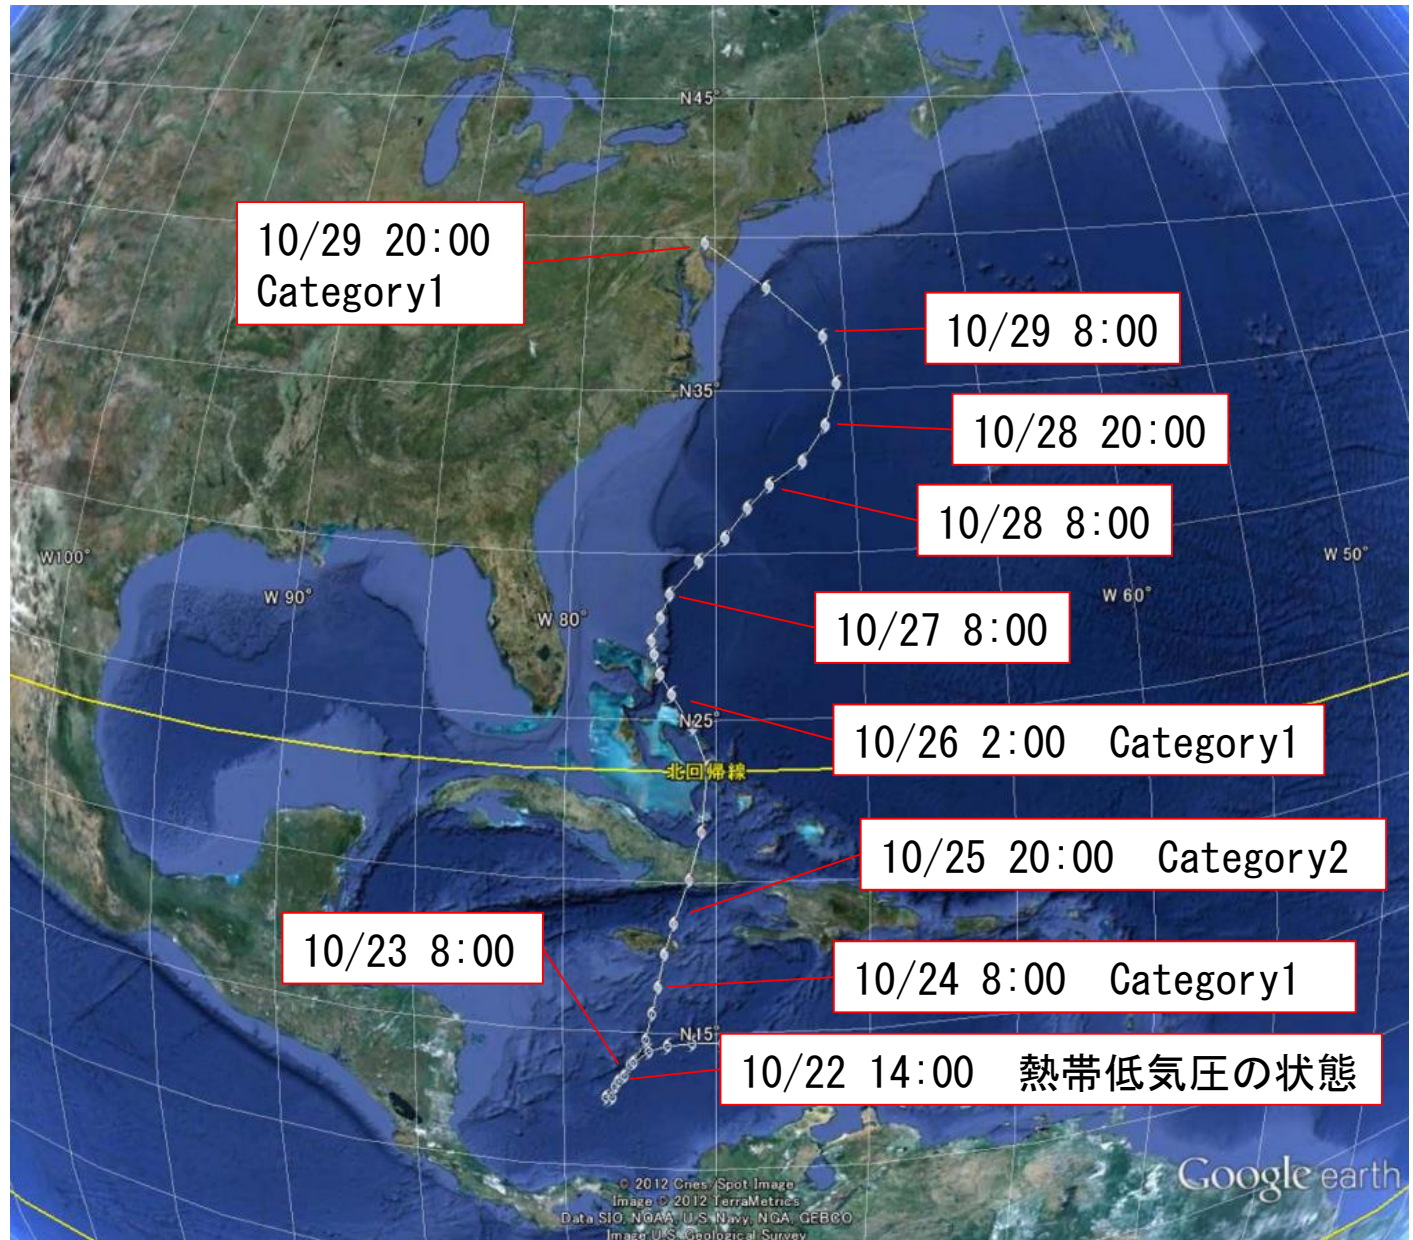 N45°
10/29 20:00
Category1
10/29 8:00
N35°
10/28 20:00
10/28 8:00
W100°
W 90°
W 80°
W 60°
W 50°
10/27 8:00
N25°
10/26 2:00 Category1
北回帰線
10/25 20:00 Category2
10/23 8:00
10/24 8:00 Category1
N15°
10/22 14:00 熱帯低気圧の状態
Google earth
© 2012 Cnes/Spot Image
Image © 2012 TerraMetrics
Data SIO, NOAA, U.S. Navy, NGA, GEBCO
Image U.S. Geological Survey